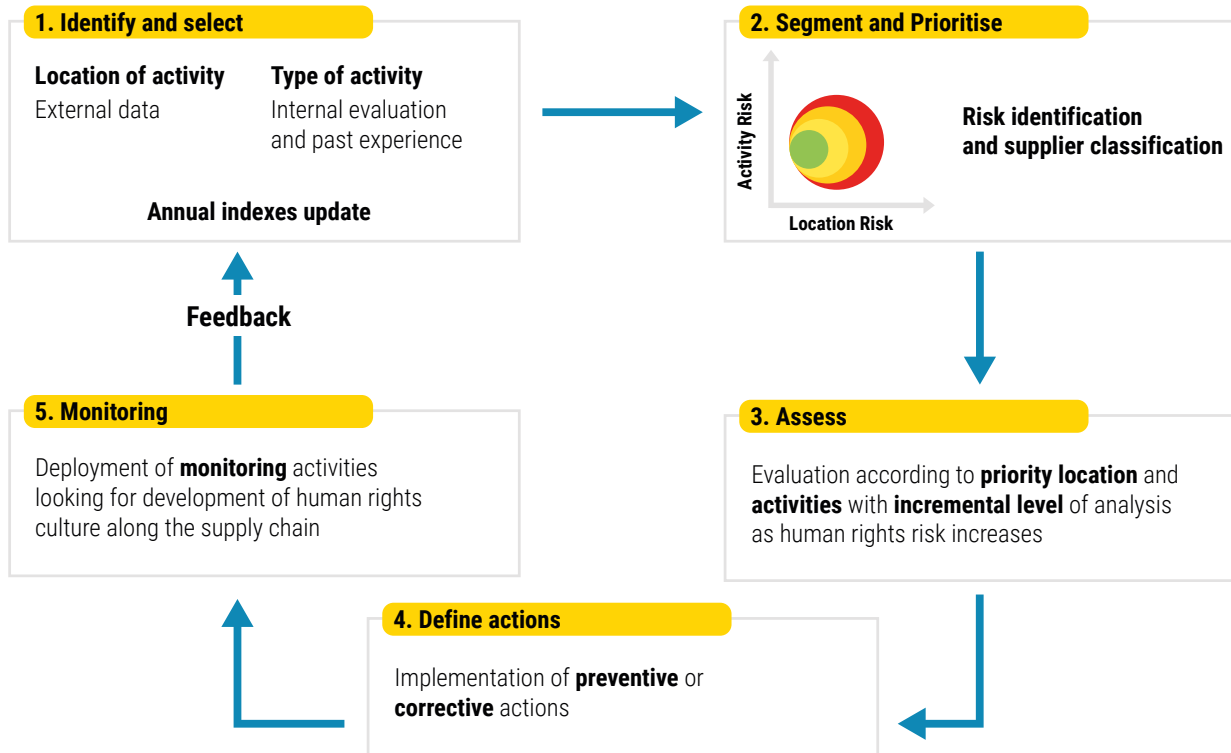 1. Identify and select
Location of activity
External data
Type of activity
Internal evaluation
and past experience
Annual indexes update
2. Segment and Prioritise
Activity Risk
Location Risk
Risk identification
and supplier classification
3. Assess
Evaluation according to priority location and
activities with incremental level of analysis
as human rights risk increases
4. Define actions
Implementation of preventive or
corrective actions
5. Monitoring
Deployment of monitoring activities
looking for development of human rights
culture along the supply chain
Feedback